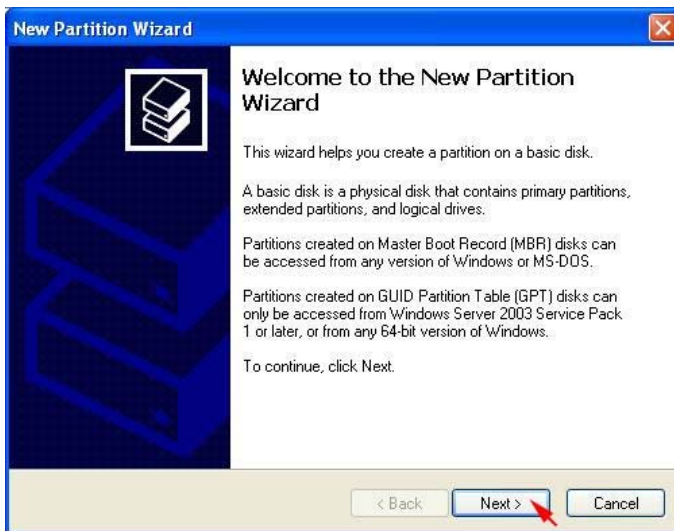 New Partition Wizard
Welcome to the New Partition
Wizard
This wizard helps you create a partition on a basic disk.
A basic disk is a physical disk that contains primary partitions,
extended partitions, and logical drives.
Partitions created on Master Boot Record (MBR) disks can
be accessed from any version of Windows or MS-DOS.
Partitions created on GUID Partition Table (GPT) disks can
only be accessed from Windows Server 2003 Service Pack
1 or later, or from any 64-bit version of Windows.
To continue, click Next.
< Back Next > Cancel